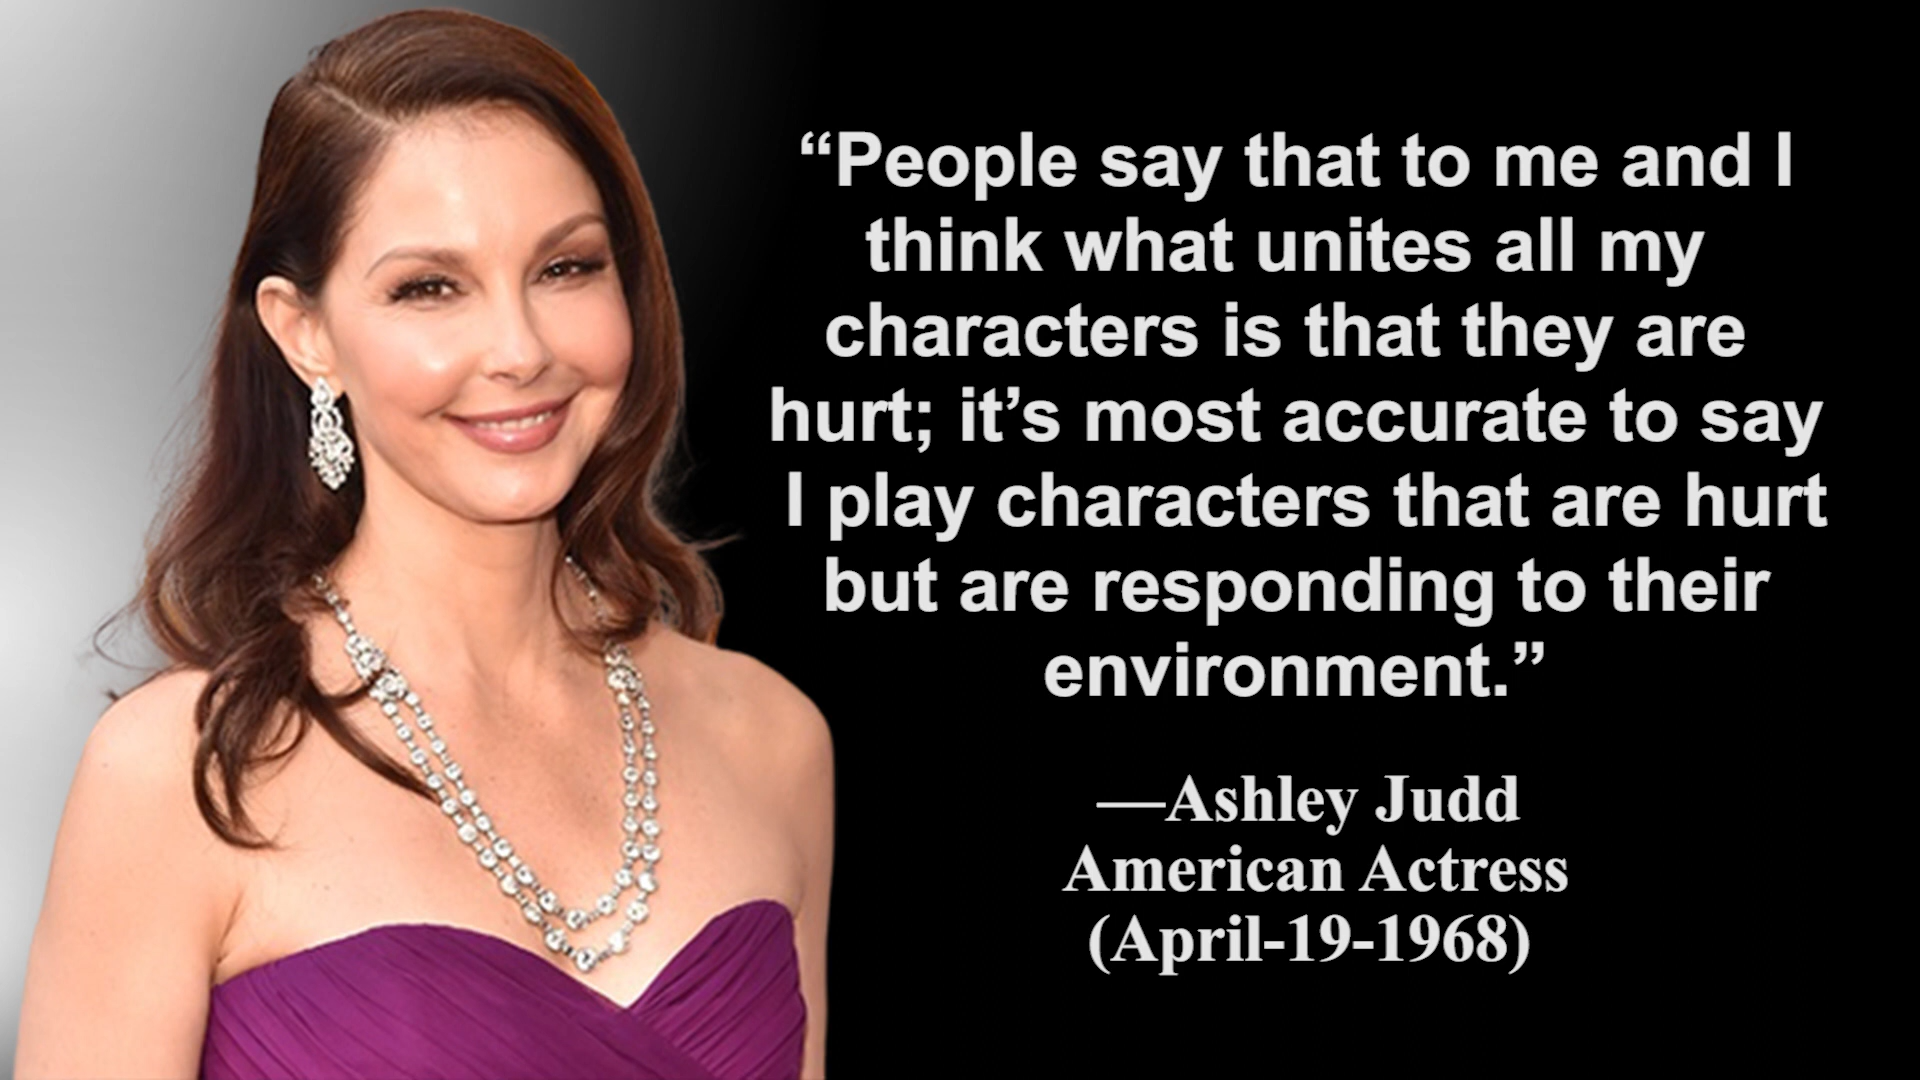 “People say that to me and I
think what unites all my
characters is that they are
hurt; it’s most accurate to say
I play characters that are hurt
but are responding to their
environment.”
—Ashley Judd
American Actress
(April-19-1968)